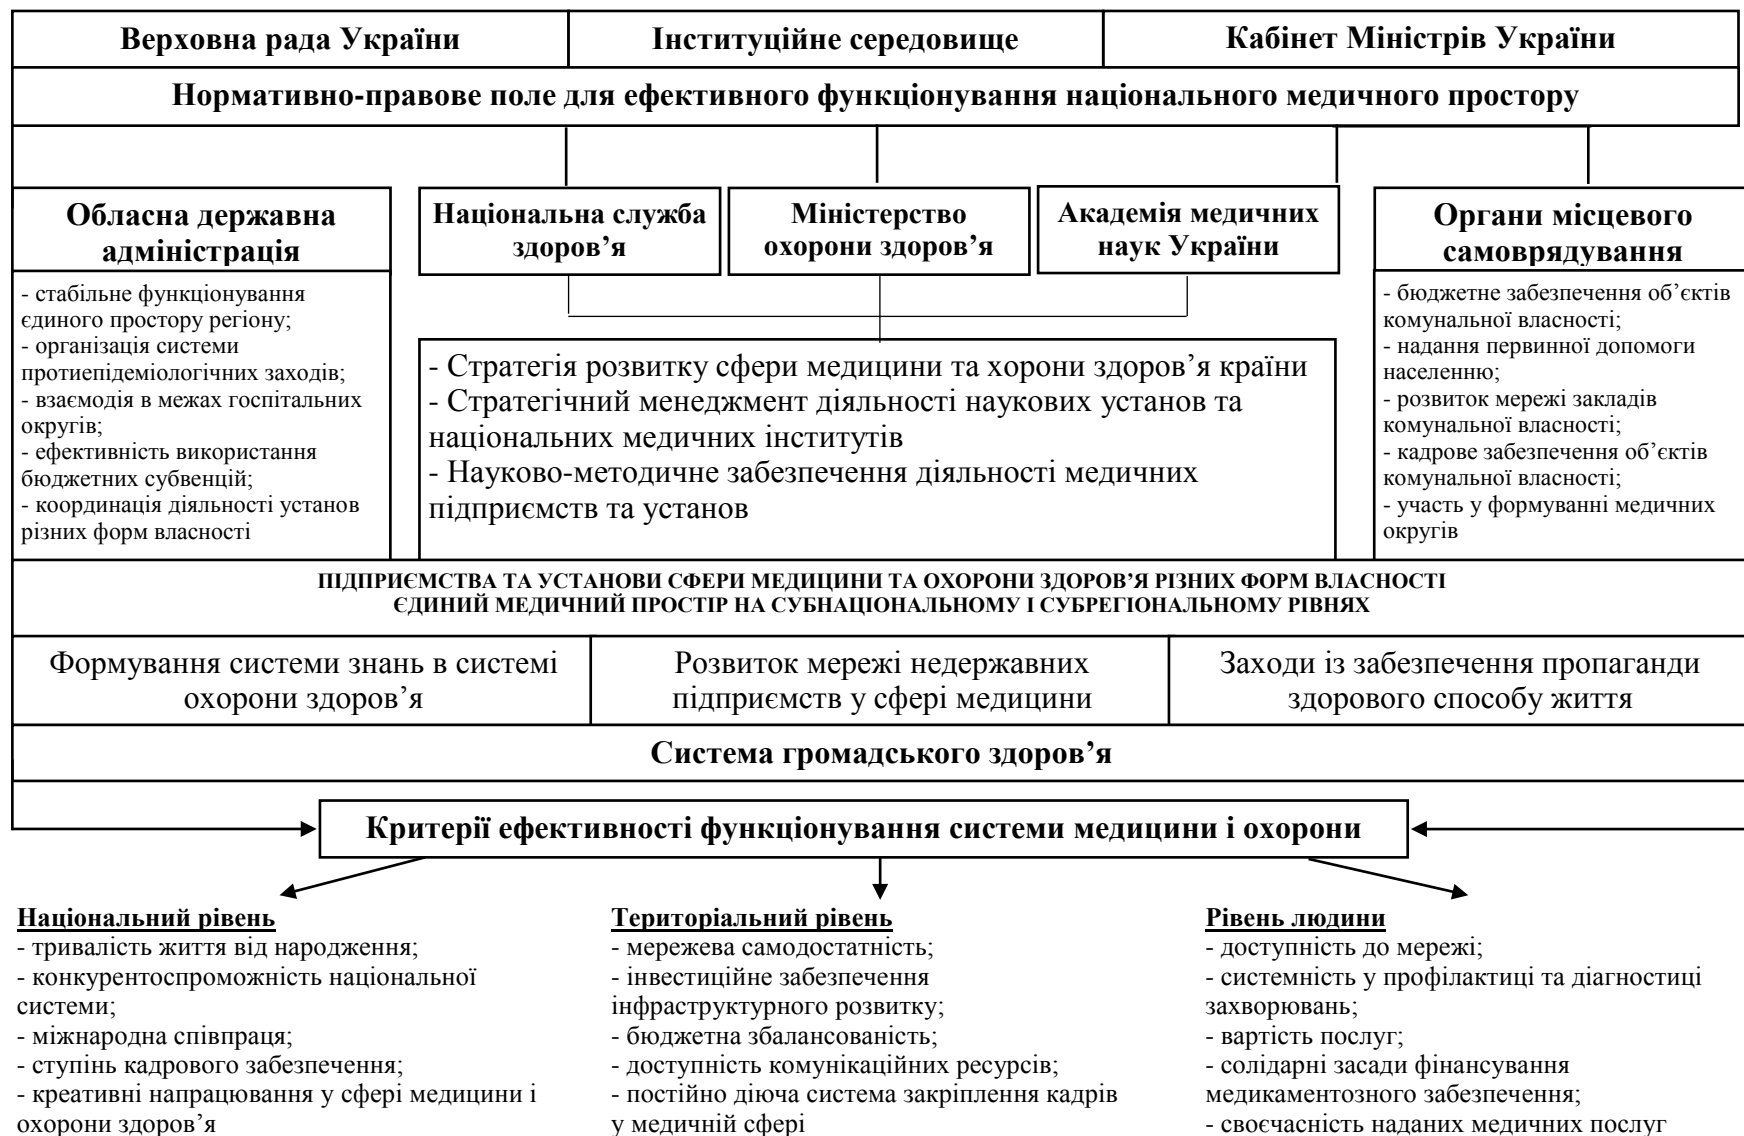 Верховна рада України
Інституційне середовище
Кабінет Міністрів України
Нормативно-правове поле для ефективного функціонування національного медичного простору
Обласна державна
адміністрація
- стабільне функціонування
єдиного простору регіону;
- організація системи
протиепідеміологічних заходів;
- взаємодія в межах госпітальних
округів;
- ефективність використання
бюджетних субвенцій;
- координація діяльності установ
різних форм власності
Національна служба
здоров’я
Міністерство
охорони здоров’я
Академія медичних
наук України
- Стратегія розвитку сфери медицини та хорони здоров’я країни
- Стратегічний менеджмент діяльності наукових установ та
національних медичних інститутів
- Науково-методичне забезпечення діяльності медичних
підприємств та установ
Органи місцевого
самоврядування
- бюджетне забезпечення об’єктів
комунальної власності;
- надання первинної допомоги
населенню;
- розвиток мережі закладів
комунальної власності;
- кадрове забезпечення об’єктів
комунальної власності;
- участь у формуванні медичних
округів
ПІДПРИЄМСТВА ТА УСТАНОВИ СФЕРИ МЕДИЦИНИ ТА ОХОРОНИ ЗДОРОВ’Я РІЗНИХ ФОРМ ВЛАСНОСТІ
ЄДИНИЙ МЕДИЧНИЙ ПРОСТІР НА СУБНАЦІОНАЛЬНОМУ І СУБРЕГІОНАЛЬНОМУ РІВНЯХ
Формування системи знань в системі
охорони здоров’я
Розвиток мережі недержавних
підприємств у сфері медицини
Заходи із забезпечення пропаганди
здорового способу життя
Система громадського здоров’я
Критерії ефективності функціонування системи медицини і охорони
Національний рівень
- тривалість життя від народження;
- конкурентоспроможність національної
системи;
- міжнародна співпраця;
- ступінь кадрового забезпечення;
- креативні напрацювання у сфері медицини і
охорони здоров’я
Територіальний рівень
- мережева самодостатність;
- інвестиційне забезпечення
інфраструктурного розвитку;
- бюджетна збалансованість;
- доступність комунікаційних ресурсів;
- постійно діюча система закріплення кадрів
у медичній сфері
Рівень людини
- доступність до мережі;
- системність у профілактиці та діагностиці
захворювань;
- вартість послуг;
- солідарні засади фінансування
медикаментозного забезпечення;
- своєчасність наданих медичних послуг